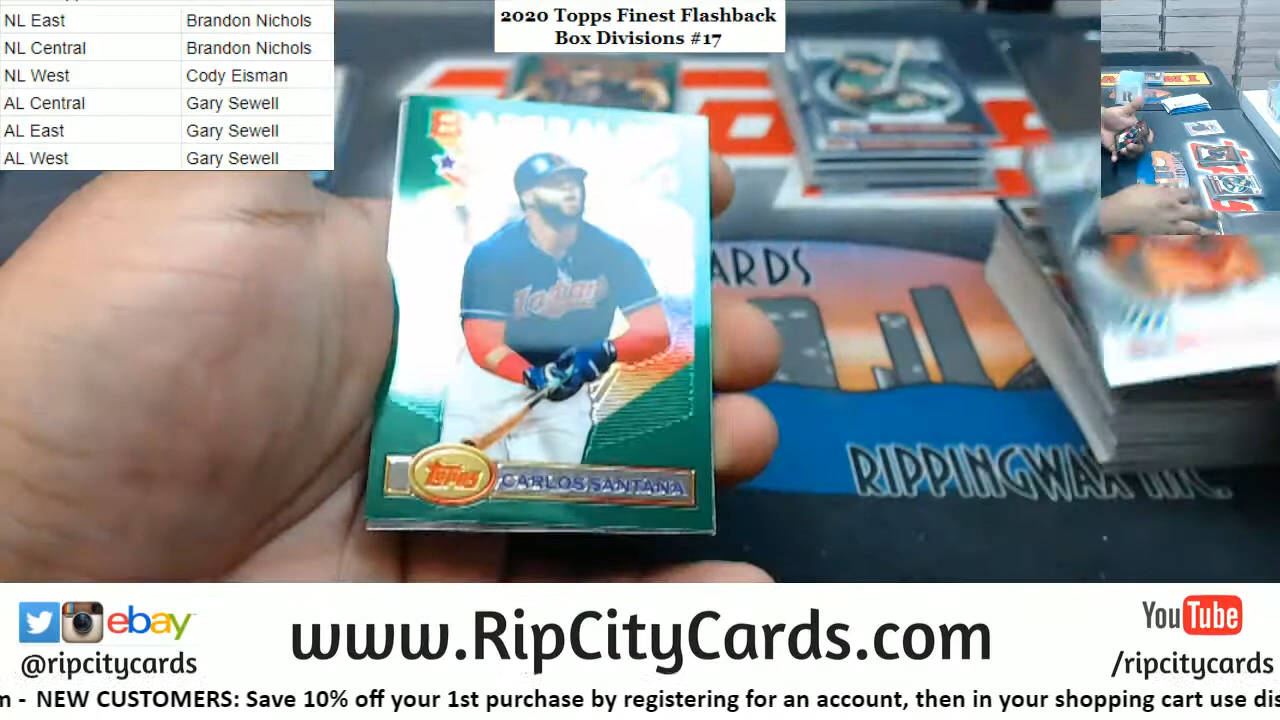 NL East Brandon Nichols
NL Central Brandon Nichols
NL West Cody Eisman
AL Central Gary Sewell
AL East Gary Sewell
AL West Gary Sewell
2020 Topps Finest Flashback
Box Divisions #17
Indians
Topps
CARLOS SANTANA
ARDS
RIPPINGWAX INC.
ebay
@ripcitycards
www.RipCityCards.com
YouTube
/ripcitycards
m - NEW CUSTOMERS: Save 10% off your 1st purchase by registering for an account, then in your shopping cart use dis